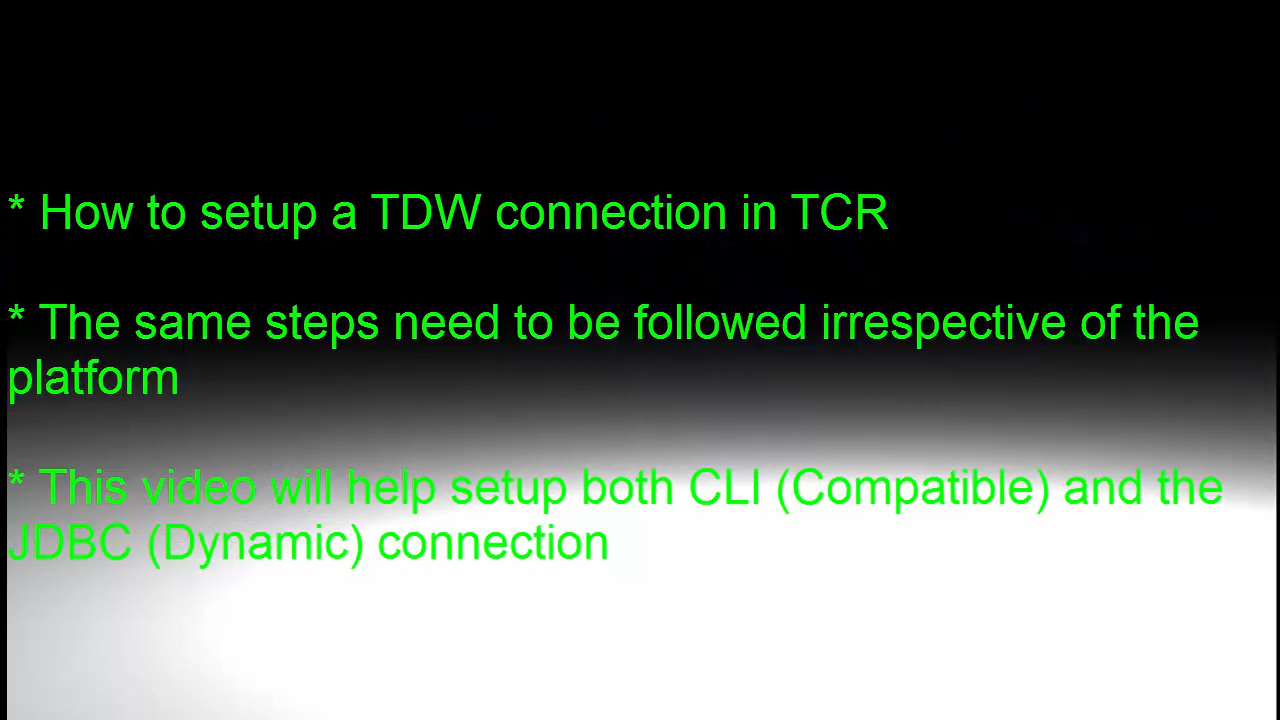 * How to setup a TDW connection in TCR
* The same steps need to be followed irrespective of the
platform
* This video will help setup both CLI (Compatible) and the
JDBC (Dynamic) connection